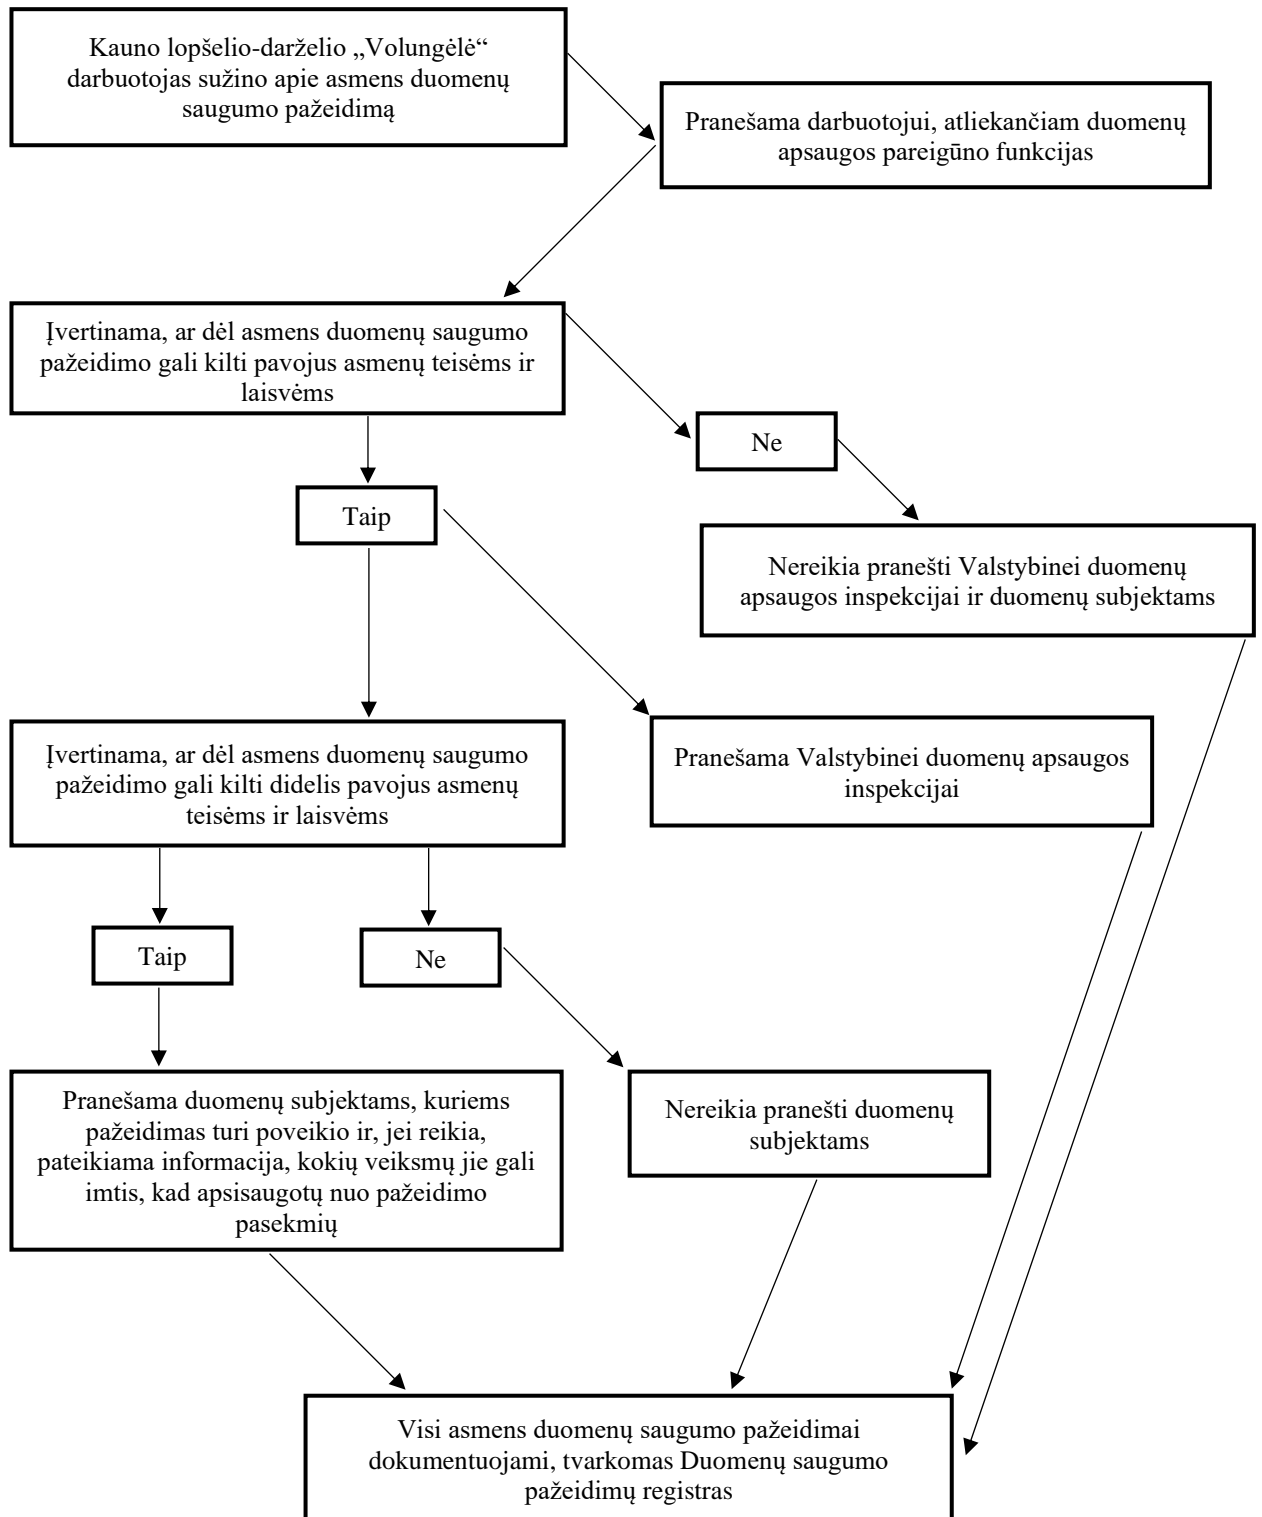 Kauno lopšelio-darželio „Volungėlė“
darbuotojas sužino apie asmens duomenų
saugumo pažeidimą
Pranešama darbuotojui, atliekančiam duomenų
apsaugos pareigūno funkcijas
Įvertinama, ar dėl asmens duomenų saugumo
pažeidimo gali kilti pavojus asmenų teisėms ir
laisvėms
Ne
Taip
Nereikia pranešti Valstybinei duomenų
apsaugos inspekcijai ir duomenų subjektams
Įvertinama, ar dėl asmens duomenų saugumo
pažeidimo gali kilti didelis pavojus asmenų
teisėms ir laisvėms
Pranešama Valstybinei duomenų apsaugos
inspekcijai
Taip
Ne
Pranešama duomenų subjektams, kuriems
pažeidimas turi poveikio ir, jei reikia,
pateikiama informacija, kokių veiksmų jie gali
imtis, kad apsisaugotų nuo pažeidimo
pasekmių
Nereikia pranešti duomenų
subjektams
Visi asmens duomenų saugumo pažeidimai
dokumentuojami, tvarkomas Duomenų saugumo
pažeidimų registras